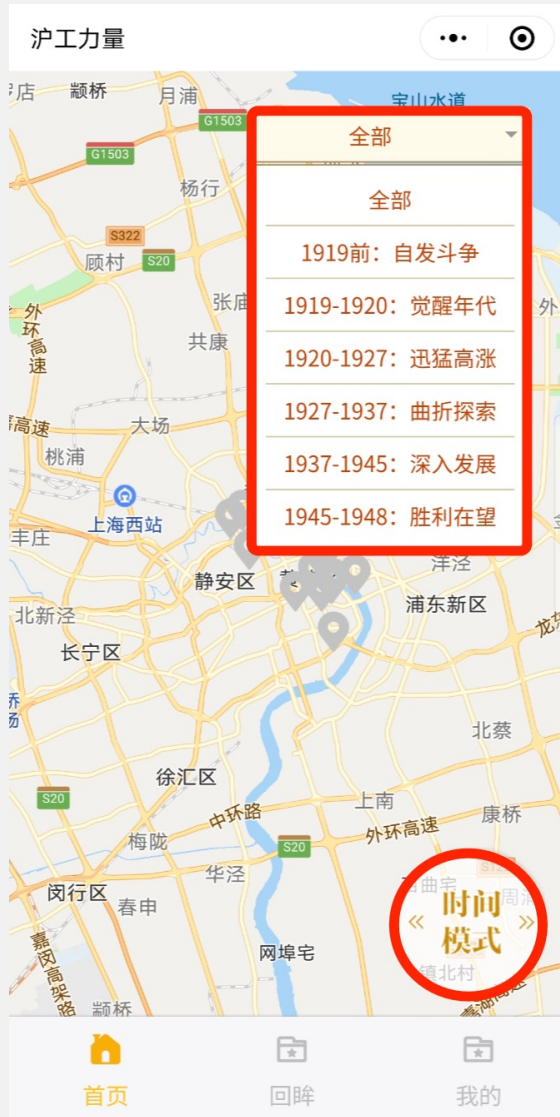 沪工力量
颛桥
月浦
宝山水道
G1503
全部
G1503
杨行
全部
S322
顾村
S20
1919前：自发斗争
外环高速
张庙
1919-1920：觉醒年代
外
共康
1920-1927：迅猛高涨
高速
大场
1927-1937：曲折探索
桃浦
1937-1945：深入发展
上海西站
1945-1948：胜利在望
丰庄
静安区
洋泾
北新泾
浦东新区
长宁区
北蔡
徐汇区
S20
中环路
上南
康桥
梅陇
S20
外环高速
华泾
闵行区
春申
时间
模式
网埠宅
镇北村
嘉闵高架路
颛桥
首页
回眸
我的